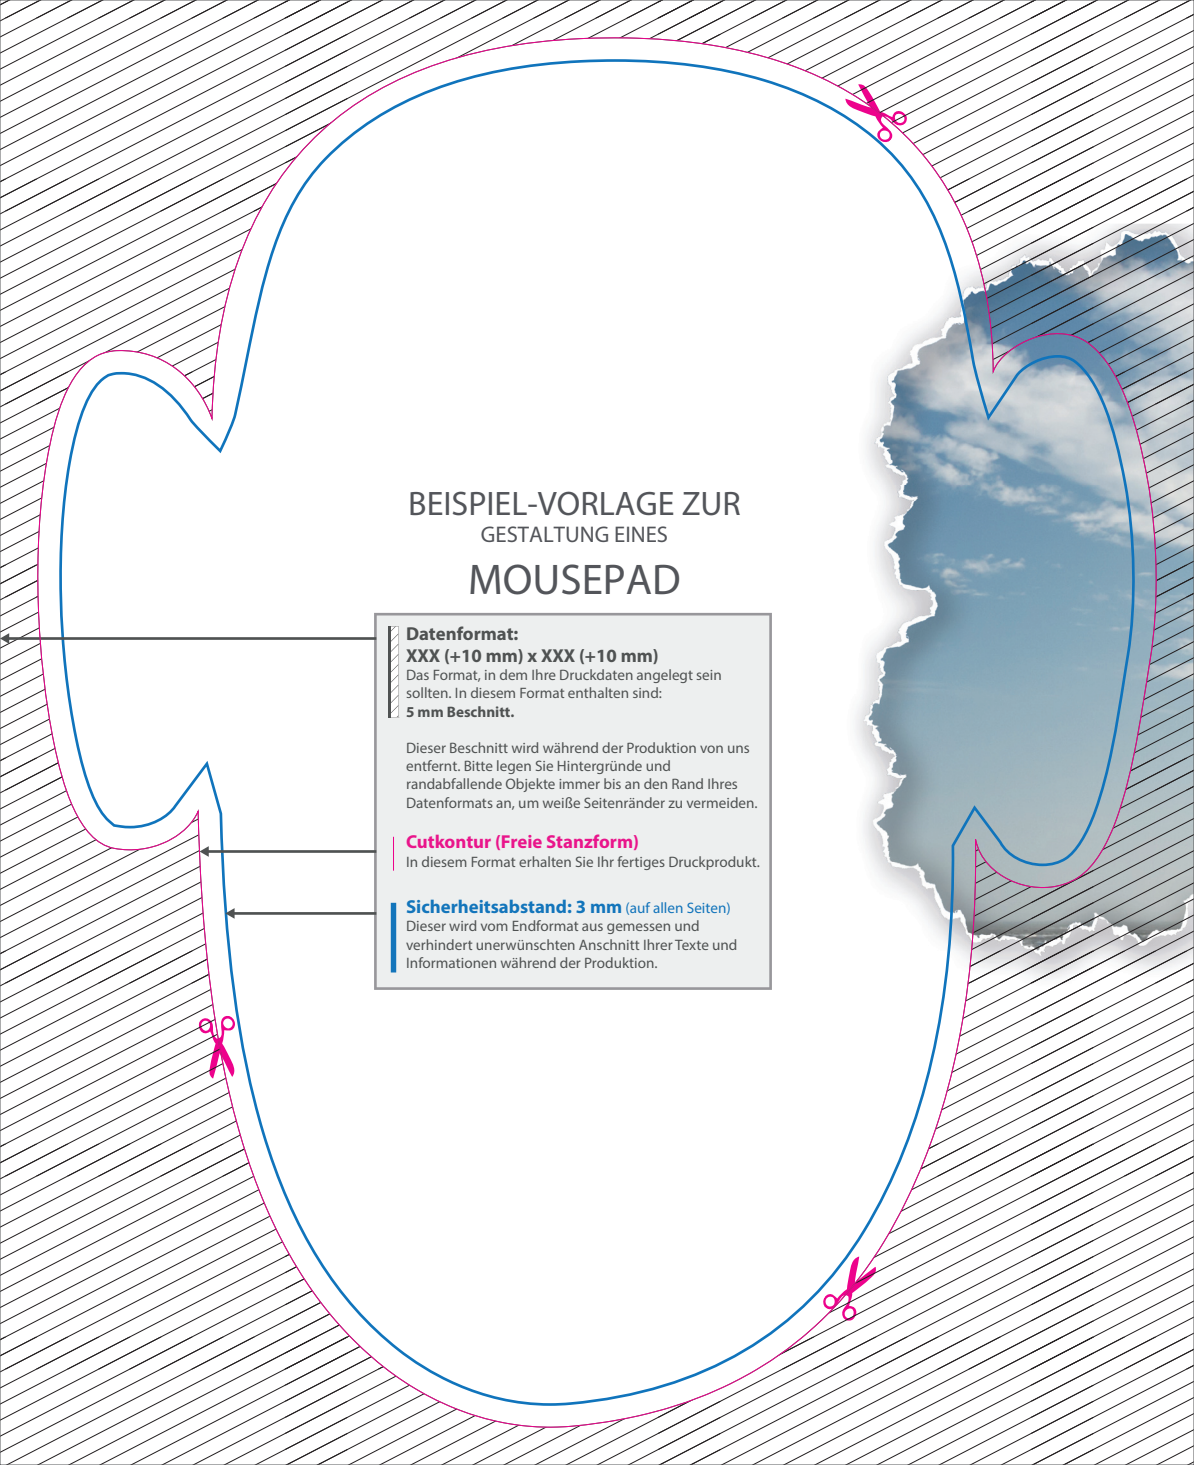 BEISPIEL-VORLAGE ZUR
GESTALTUNG EINES
MOUSEPAD
Datenformat:
XXX (+10 mm) x XXX (+10 mm)
Das Format, in dem Ihre Druckdaten angelegt sein
sollten. In diesem Format enthalten sind:
5 mm Beschnitt.
Dieser Beschnitt wird während der Produktion von uns
entfernt. Bitte legen Sie Hintergründe und
randabfallende Objekte immer bis an den Rand Ihres
Datenformats an, um weiße Seitenränder zu vermeiden.
Cutkontur (Freie Stanzform)
In diesem Format erhalten Sie Ihr fertiges Druckprodukt.
Sicherheitsabstand: 3 mm (auf allen Seiten)
Dieser wird vom Endformat aus gemessen und
verhindert unerwünschten Anschnitt Ihrer Texte und
Informationen während der Produktion.